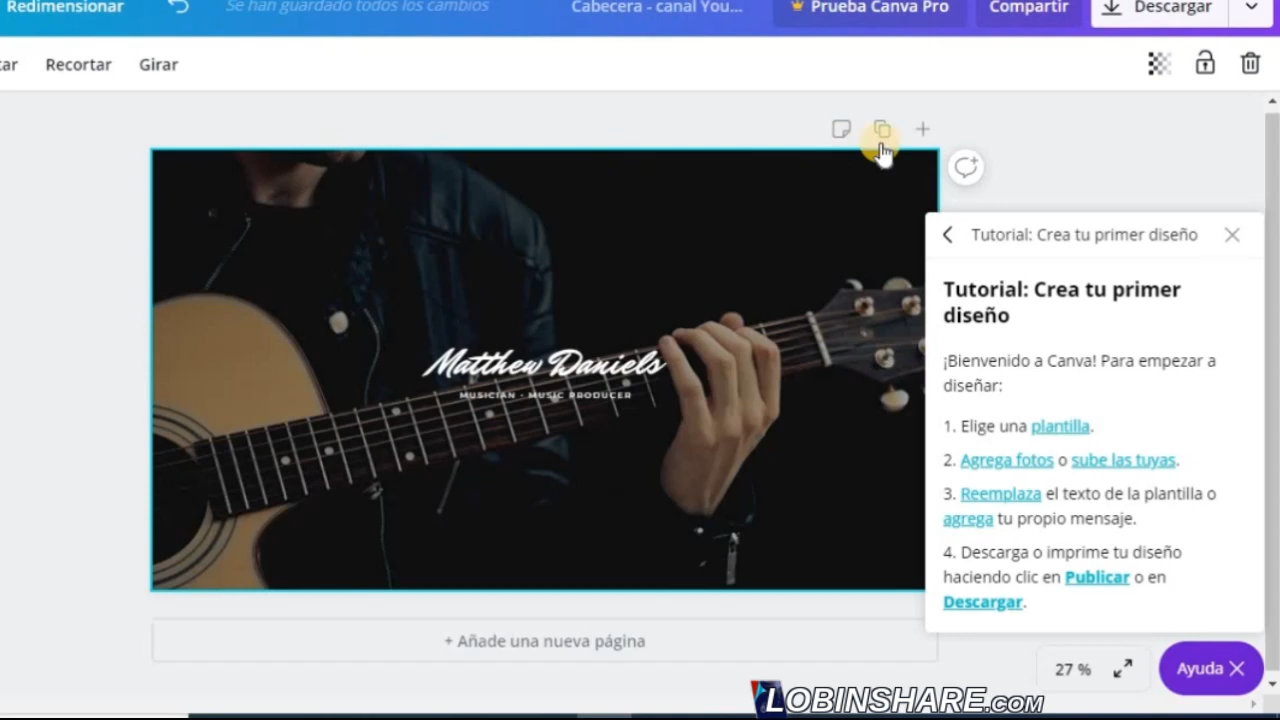 Redimensionar
Se han guardado todos los cambios
Cabecera - canal You...
Prueba Canva Pro
Compartir
Descargar
tar
Recortar
Girar
Matthew Daniels
MUSICIAN - MUSIC PRODUCER
Tutorial: Crea tu primer diseño
Tutorial: Crea tu primer
diseño
¡Bienvenido a Canva! Para empezar a
diseñar:
1. Elige una plantilla.
2. Agrega fotos o sube las tuyas.
3. Reemplaza el texto de la plantilla o
agrega tu propio mensaje.
4. Descarga o imprime tu diseño
haciendo clic en Publicar o en
Descargar.
+ Añade una nueva página
27 %
Ayuda
LOBINSHARE.COM